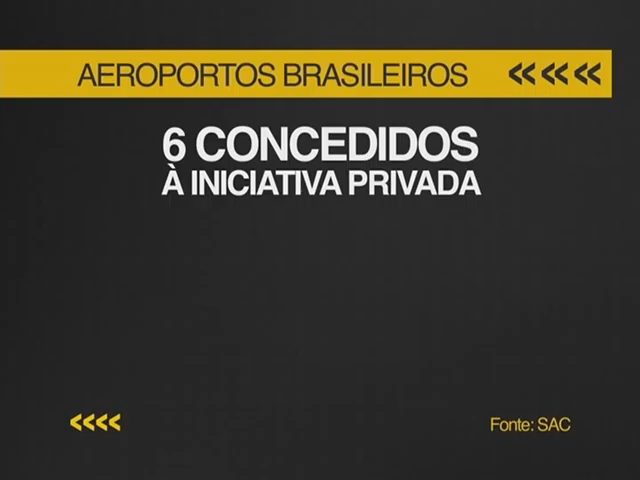 AEROPORTOS BRASILEIROS
6 CONCEDIDOS
À INICIATIVA PRIVADA
Fonte: SAC